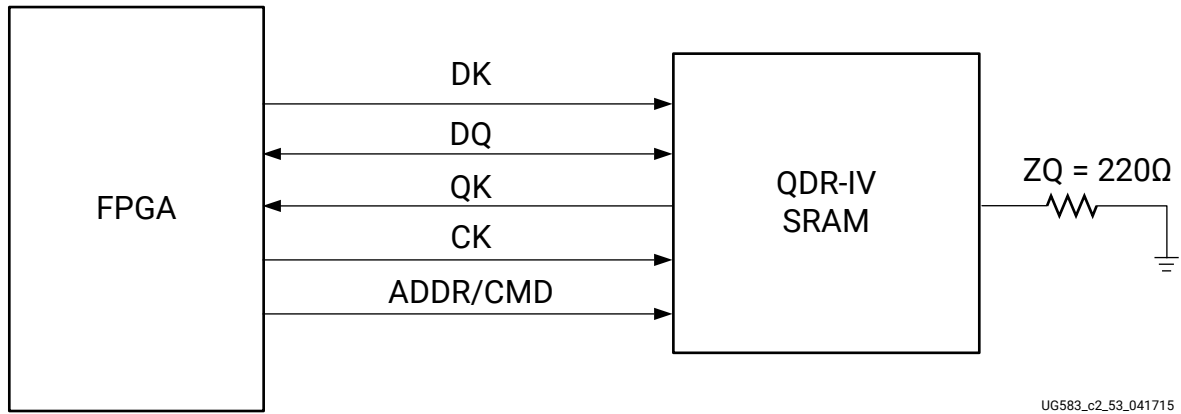 DK
DQ
QK
CK
ADDR/CMD
FPGA
QDR-IV
SRAM
ZQ = 220Ω
UG583_c2_53_041715